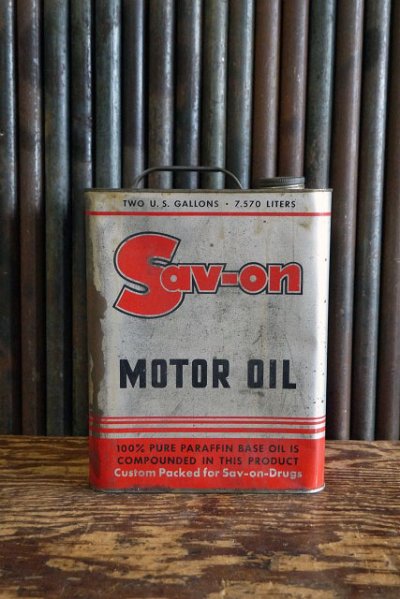 TWO U. S. GALLONS · 7.570 LITERS
Sav-on
MOTOR OIL
100% PURE PARAFFIN BASE OIL IS
COMPOUNDED IN THIS PRODUCT
Custom Packed for Sav-on-Drugs